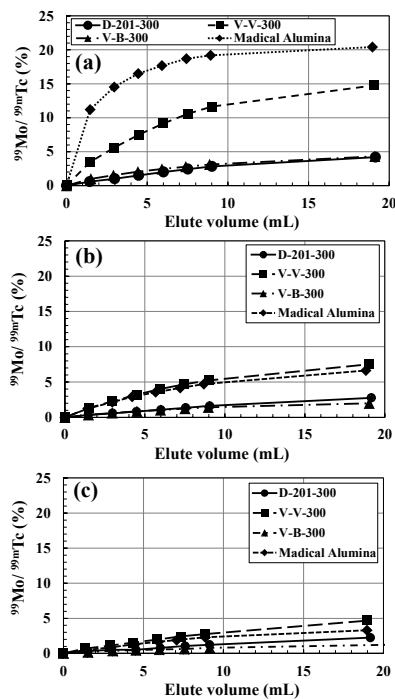 D-201-300 V-V-300
V-B-300 Madical Alumina
(a)
25
20
15
10
5
0
0 5 10 15 20
⁹⁹Mo/ ⁹⁹ᵐTc (%)
Elute volume (mL)
(b)
D-201-300
V-V-300
V-B-300
Madical Alumina
25
20
15
10
5
0
0 5 10 15 20
⁹⁹Mo/ ⁹⁹ᵐTc (%)
Elute volume (mL)
(c)
D-201-300
V-V-300
V-B-300
Madical Alumina
25
20
15
10
5
0
0 5 10 15 20
⁹⁹Mo/ ⁹⁹ᵐTc (%)
Elute volume (mL)